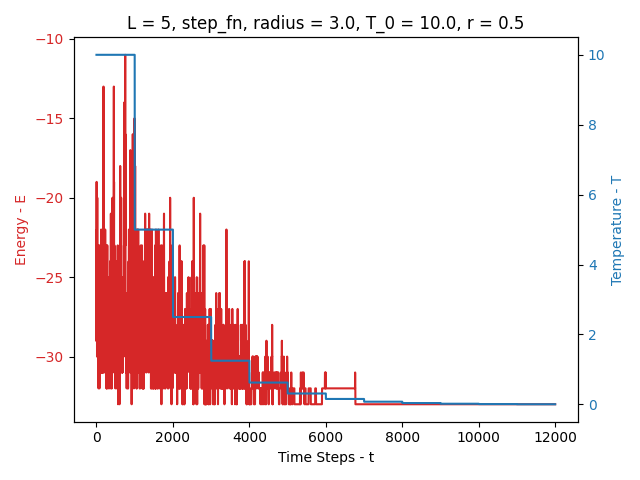 L = 5, step_fn, radius = 3.0, T_0 = 10.0, r = 0.5
−10
−15
−20
−25
−30
Energy - E
10
8
6
4
2
0
Temperature - T
0 2000 4000 6000 8000 10000 12000
Time Steps - t